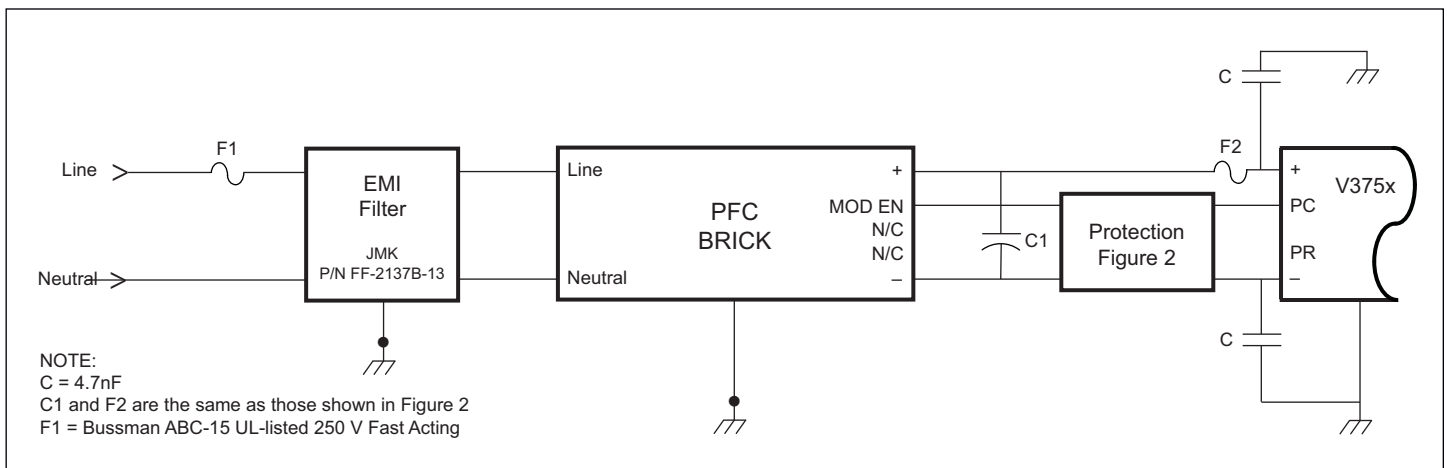 C
F1
F2
Line
EMI
Filter
JMK
P/N FF-2137B-13
Neutral
Line
PFC
BRICK
Neutral
+
MOD EN
N/C
N/C
–
C1
Protection
Figure 2
+
V375x
PC
PR
–
C
NOTE:
C = 4.7nF
C1 and F2 are the same as those shown in Figure 2
F1 = Bussman ABC-15 UL-listed 250 V Fast Acting